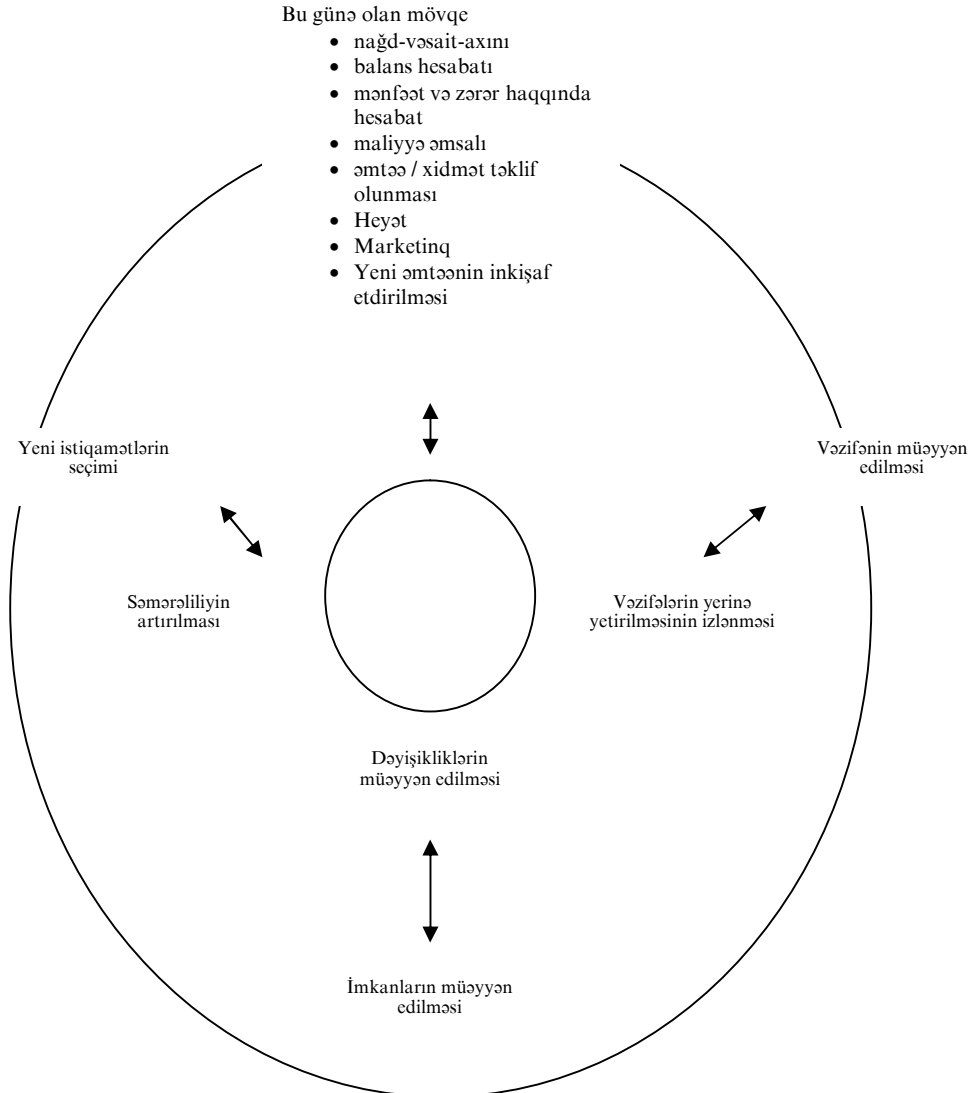 Bu günə olan mövqe
• nağd-vəsait-axını
• balans hesabatı
• mənfəət və zərər haqqında
hesabat
• maliyyə əmsalı
• əmtəə / xidmət təklif
olunması
• Heyət
• Marketinq
• Yeni əmtəənin inkişaf
etdirilməsi
Yeni istiqamətlərin
seçimi
Vəzifənin müəyyən
edilməsi
Səmərəliliyin
artırılması
Vəzifələrin yerinə
yetirilməsinin izlənməsi
Dəyişikliklərin
müəyyən edilməsi
İmkanların müəyyən
edilməsi